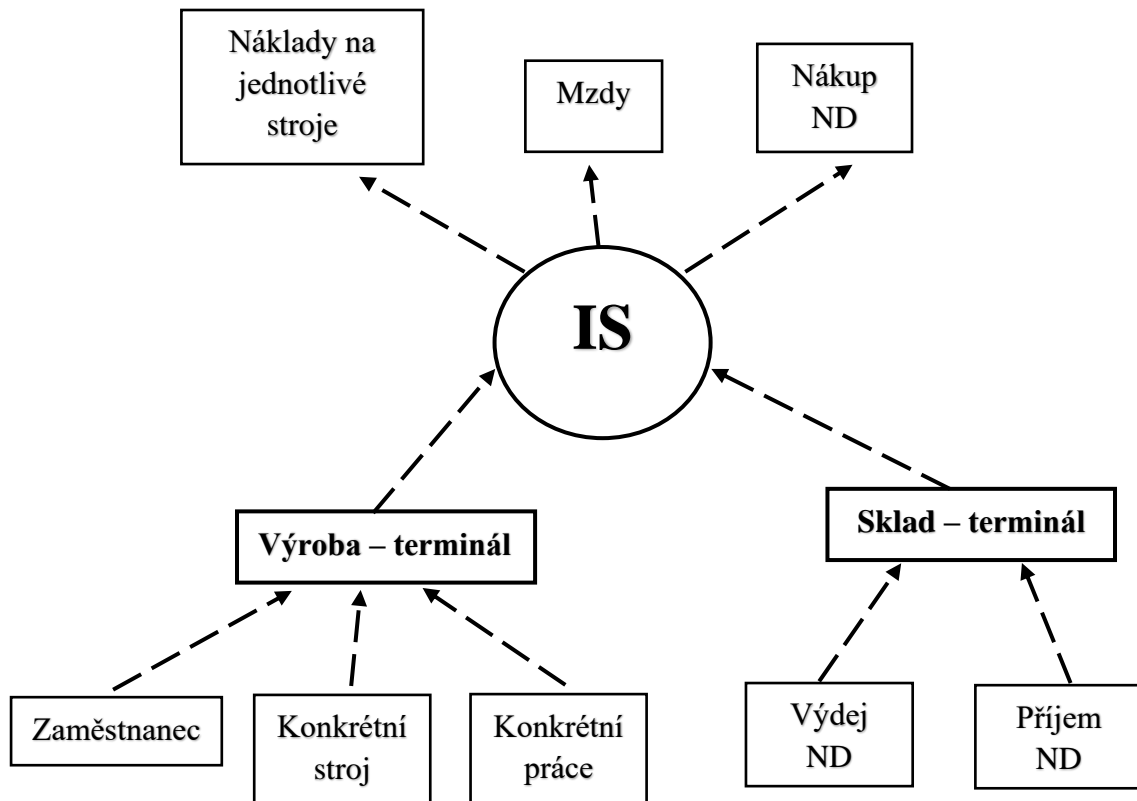 Náklady na
jednotlivé
stroje
Mzdy
Nákup
ND
IS
Výroba – terminál
Sklad – terminál
Zaměstnanec
Konkrétní
stroj
Konkrétní
práce
Výdej
ND
Příjem
ND